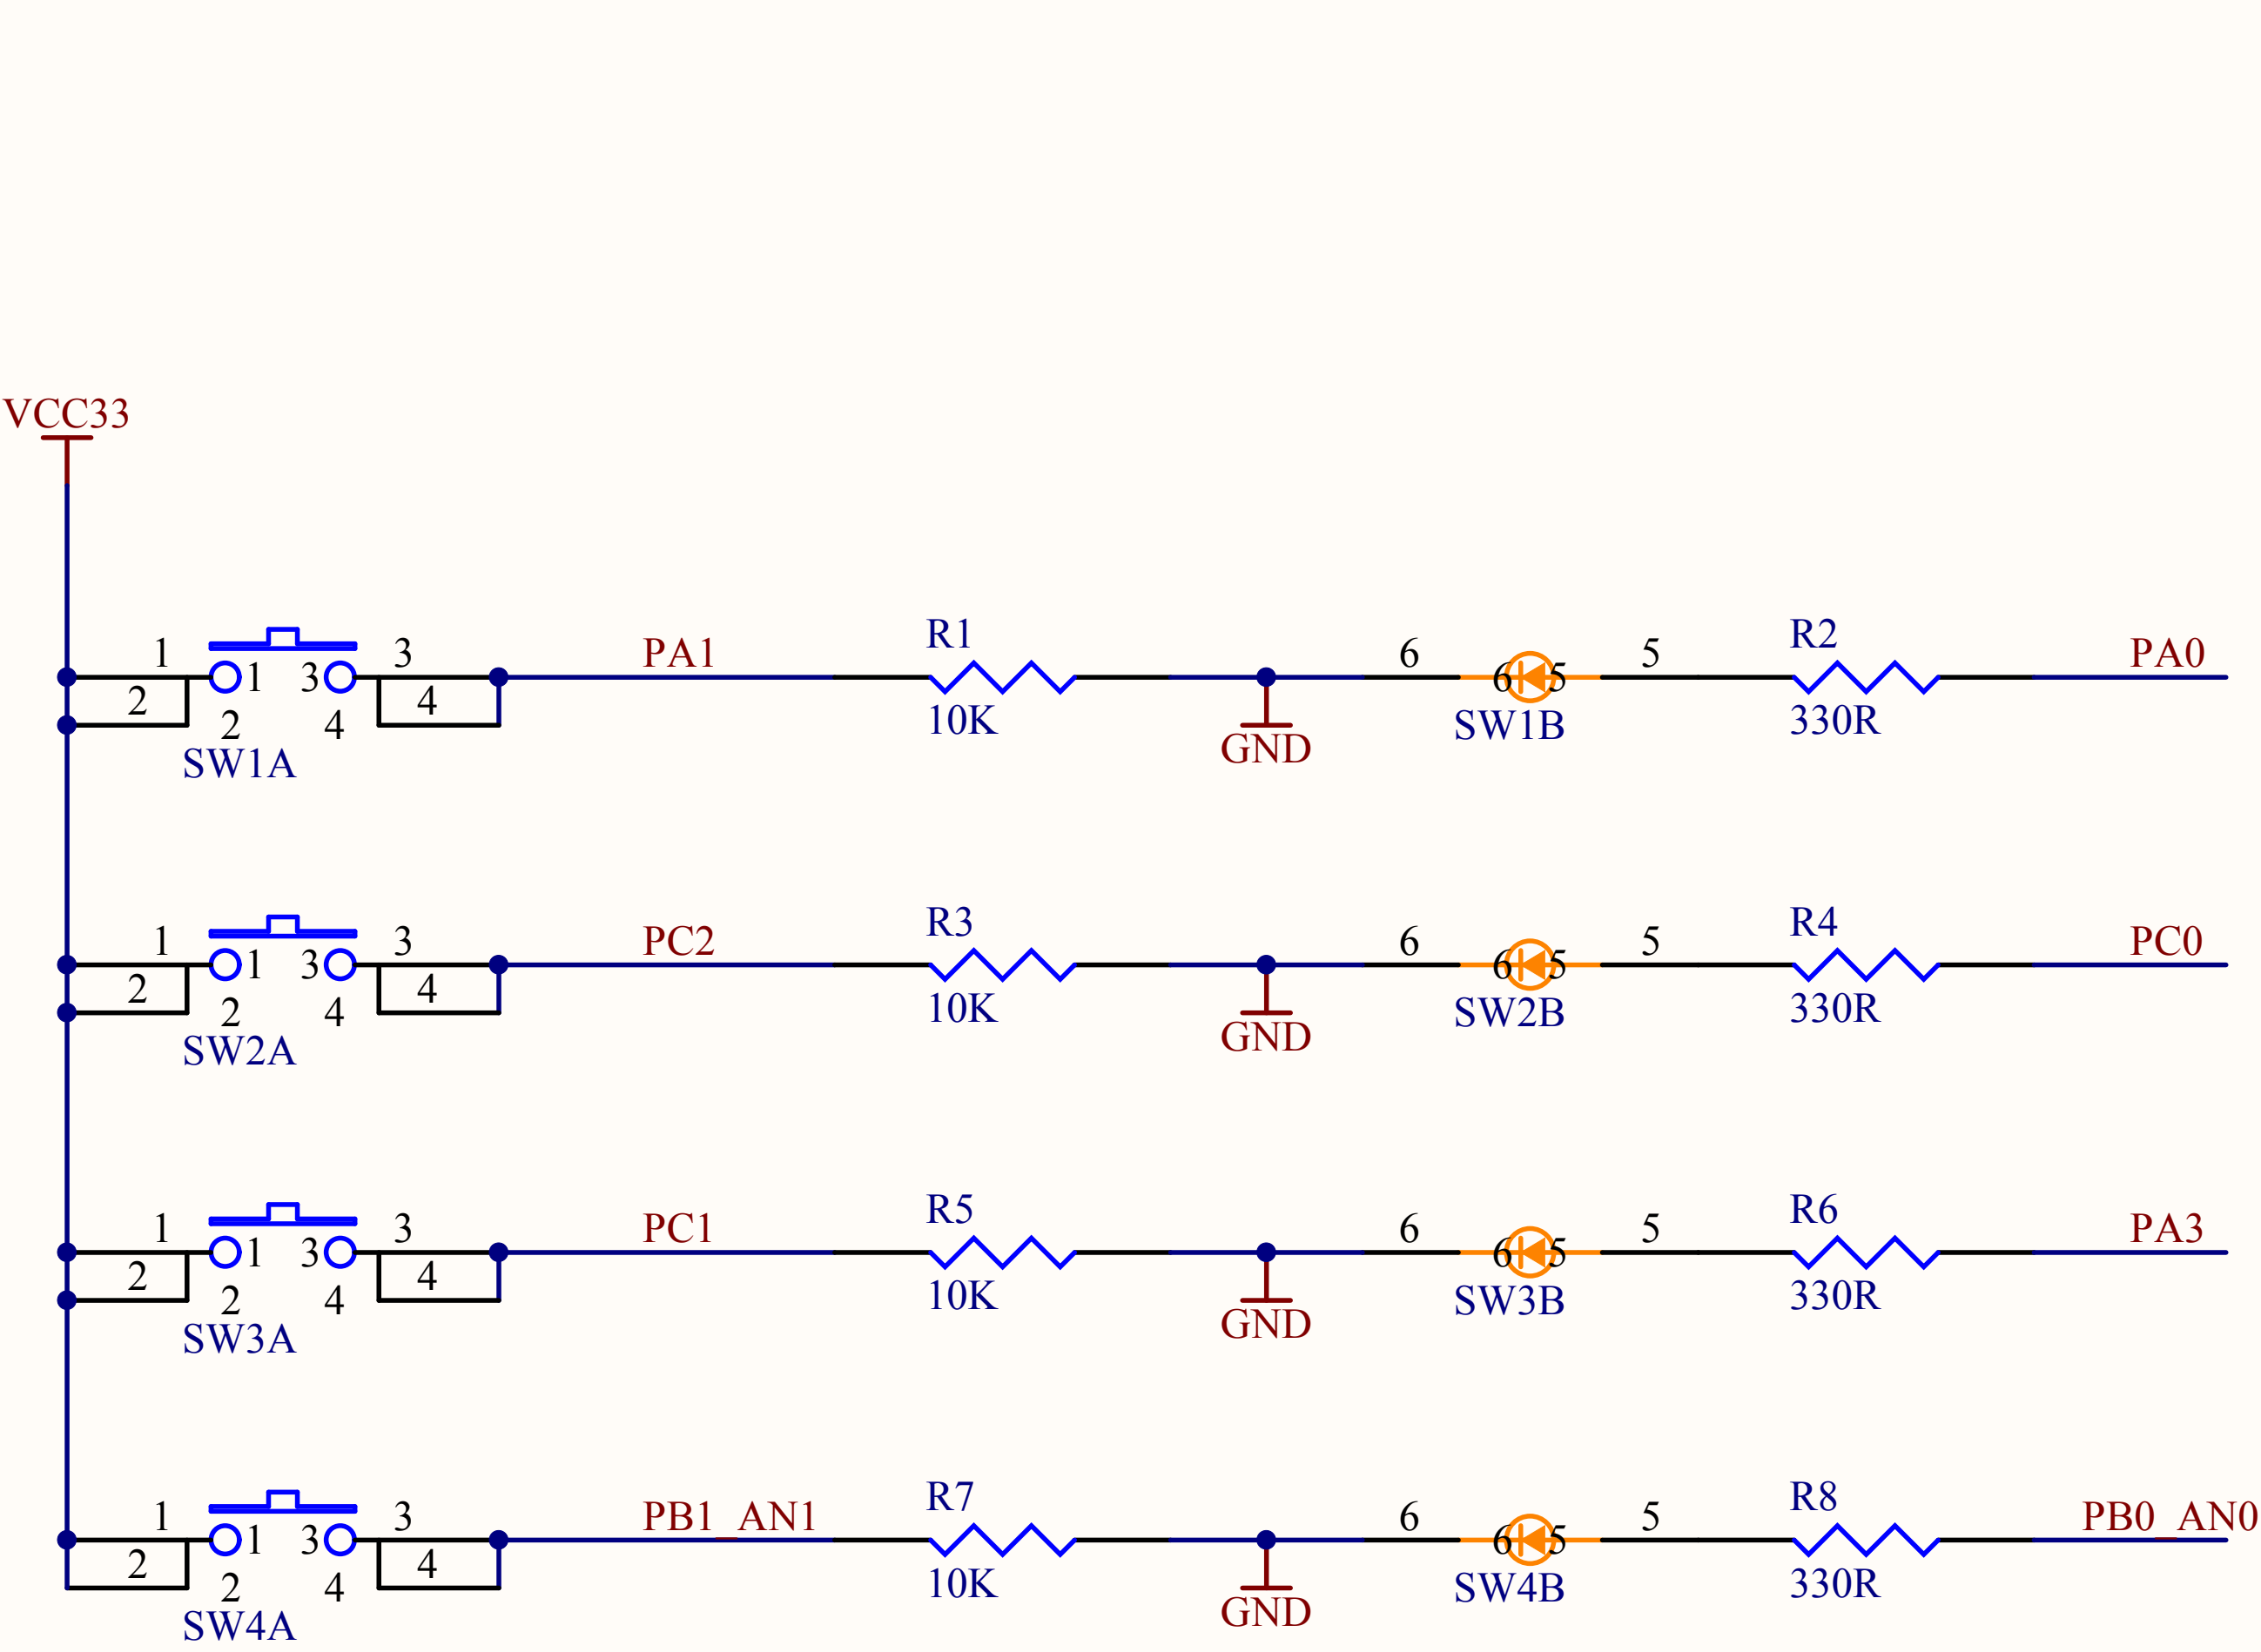 VCC33
1 3 PA1 R1 6 5 R2 PA0
1 3 6 5
2 4
2 4 10K SW1B 330R
SW1A GND
1 3 PC2 R3 6 5 R4 PC0
1 3 6 5
2 4
2 4 10K SW2B 330R
SW2A GND
1 3 PC1 R5 6 5 R6 PA3
1 3 6 5
2 4
2 4 10K SW3B 330R
SW3A GND
1 3 PB1_AN1 R7 6 5 R8 PB0_AN0
1 3 6 5
2 4
2 4 10K SW4B 330R
SW4A GND